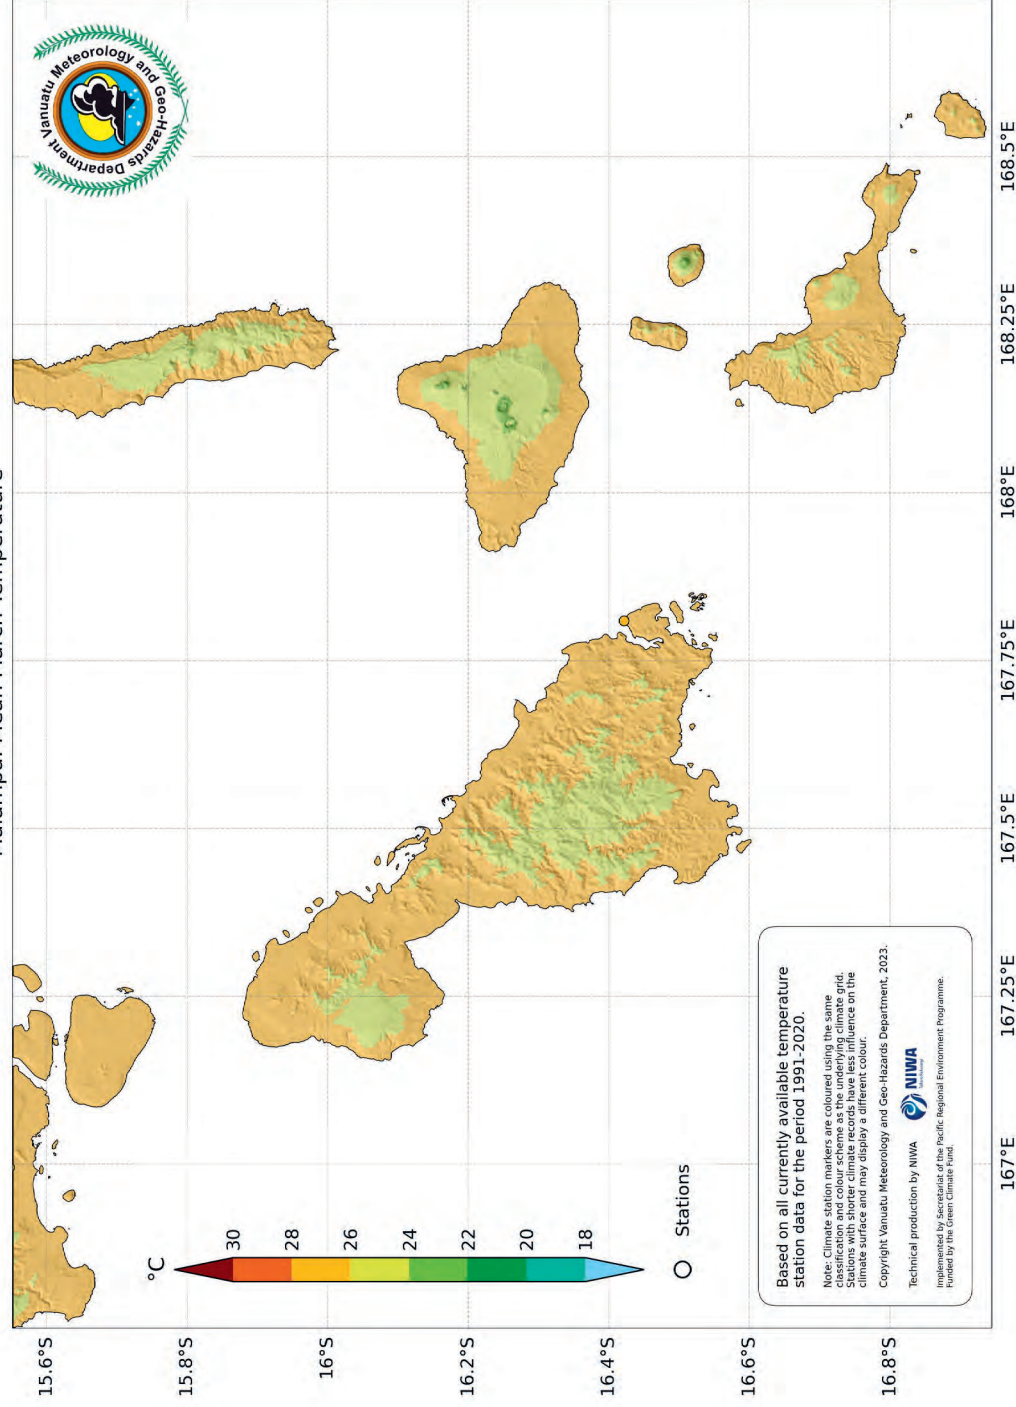 Malampa: Mean March Temperature
Vanuatu Meteorology and Geo-Hazards Department
15.6°S
15.8°S
16°S
16.2°S
16.4°S
16.6°S
16.8°S
°C
30
28
26
24
22
20
18
Stations
Based on all currently available temperature
station data for the period 1991-2020.
Note: Climate station markers are coloured using the same
classification and colour scheme as the underlying climate grid.
Stations with shorter climate records have less influence on the
climate surface and may display a different colour.
Copyright Vanuatu Meteorology and Geo-Hazards Department, 2023.
Technical production by NIWA
NIWA
Implemented by Secretariat of the Pacific Regional Environment Programme.
Funded by the Green Climate Fund.
167°E
167.25°E
167.5°E
167.75°E
168°E
168.25°E
168.5°E